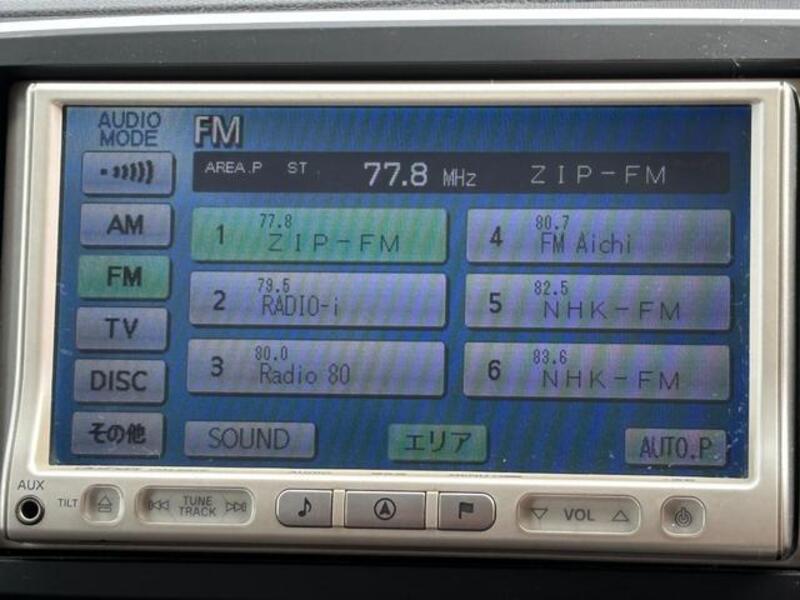 AUDIO
MODE
FM
AREA.P ST 77.8 MHz ZIP-FM
AM
FM
TV
DISC
その他
1 77.8 ZIP-FM
2 79.5 RADIO-i
3 80.0 Radio 80
4 80.7 FM Aichi
5 82.5 NHK-FM
6 83.6 NHK-FM
SOUND
エリア
AUTO.P
AUX
TILT
TUNE
TRACK
VOL